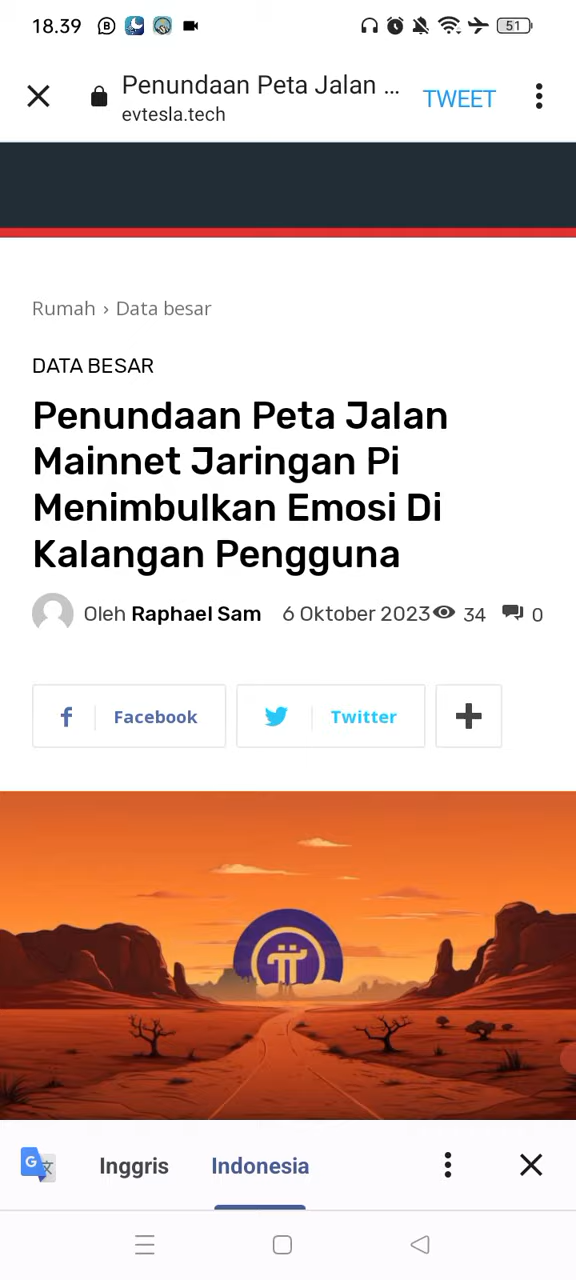 18.39
51
Penundaan Peta Jalan ...
evtesla.tech
TWEET
Rumah › Data besar
DATA BESAR
Penundaan Peta Jalan
Mainnet Jaringan Pi
Menimbulkan Emosi Di
Kalangan Pengguna
Oleh Raphael Sam 6 Oktober 2023 34 0
Facebook
Twitter
Inggris
Indonesia